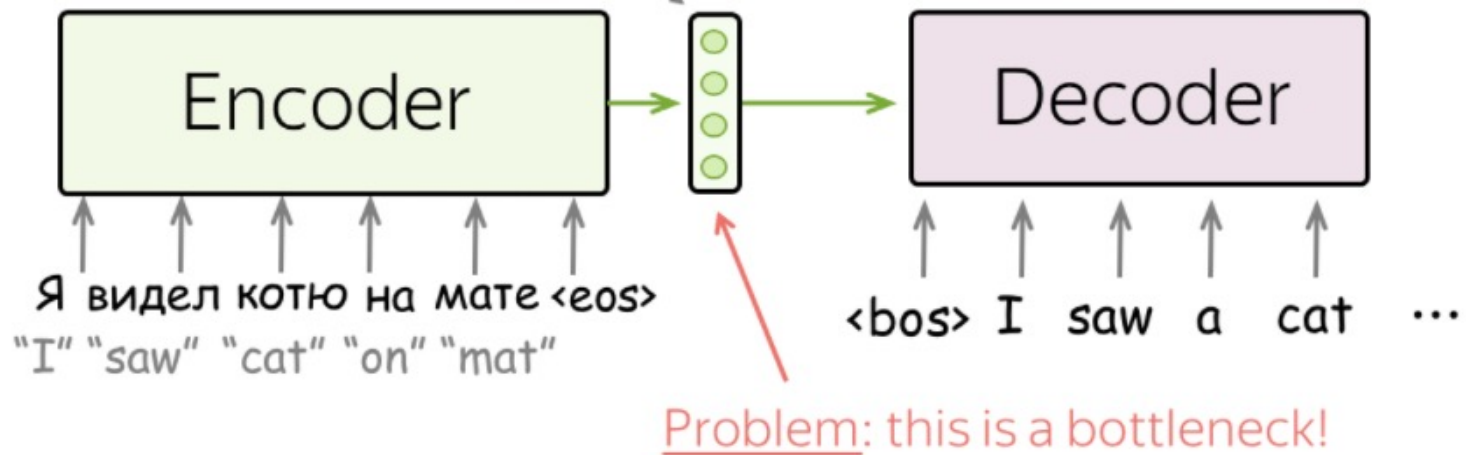 Encoder
Decoder
Я видел котю на мате <eos>
"I" "saw" "cat" "on" "mat"
<bos> I saw a cat ...
Problem: this is a bottleneck!